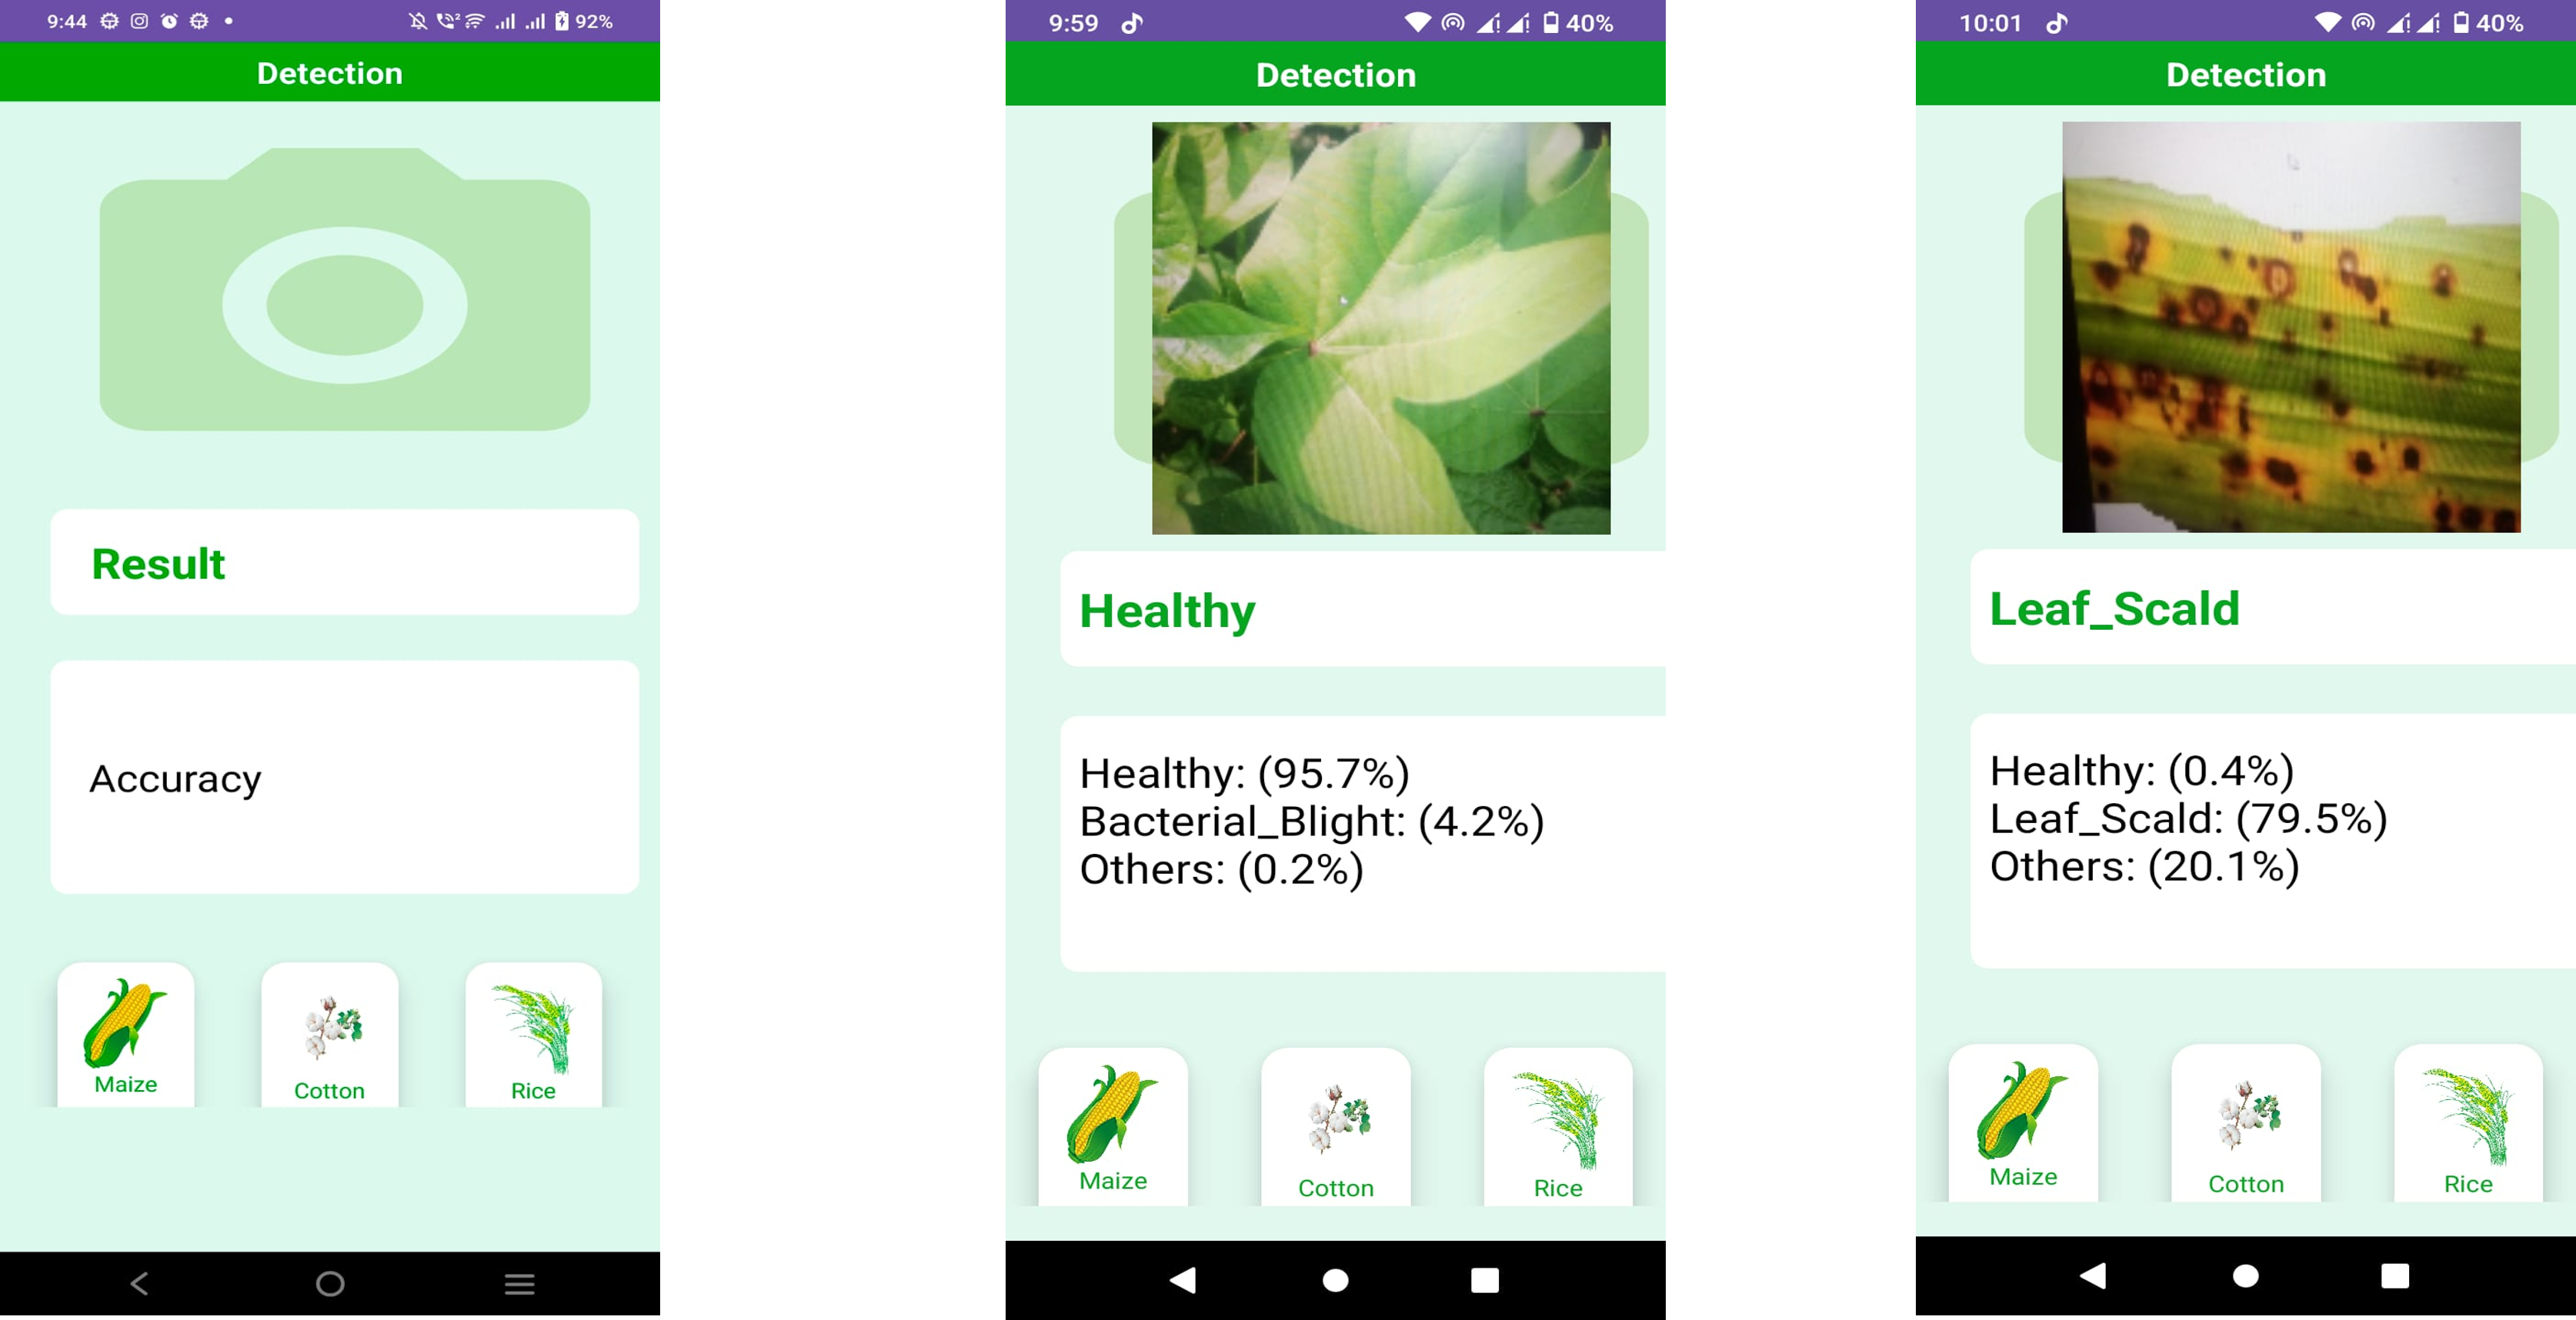 9:44
92%
Detection
Result
Accuracy
Maize
Cotton
Rice
9:59
40%
Detection
Healthy
Healthy: (95.7%)
Bacterial_Blight: (4.2%)
Others: (0.2%)
Maize
Cotton
Rice
10:01
40%
Detection
Leaf_Scald
Healthy: (0.4%)
Leaf_Scald: (79.5%)
Others: (20.1%)
Maize
Cotton
Rice